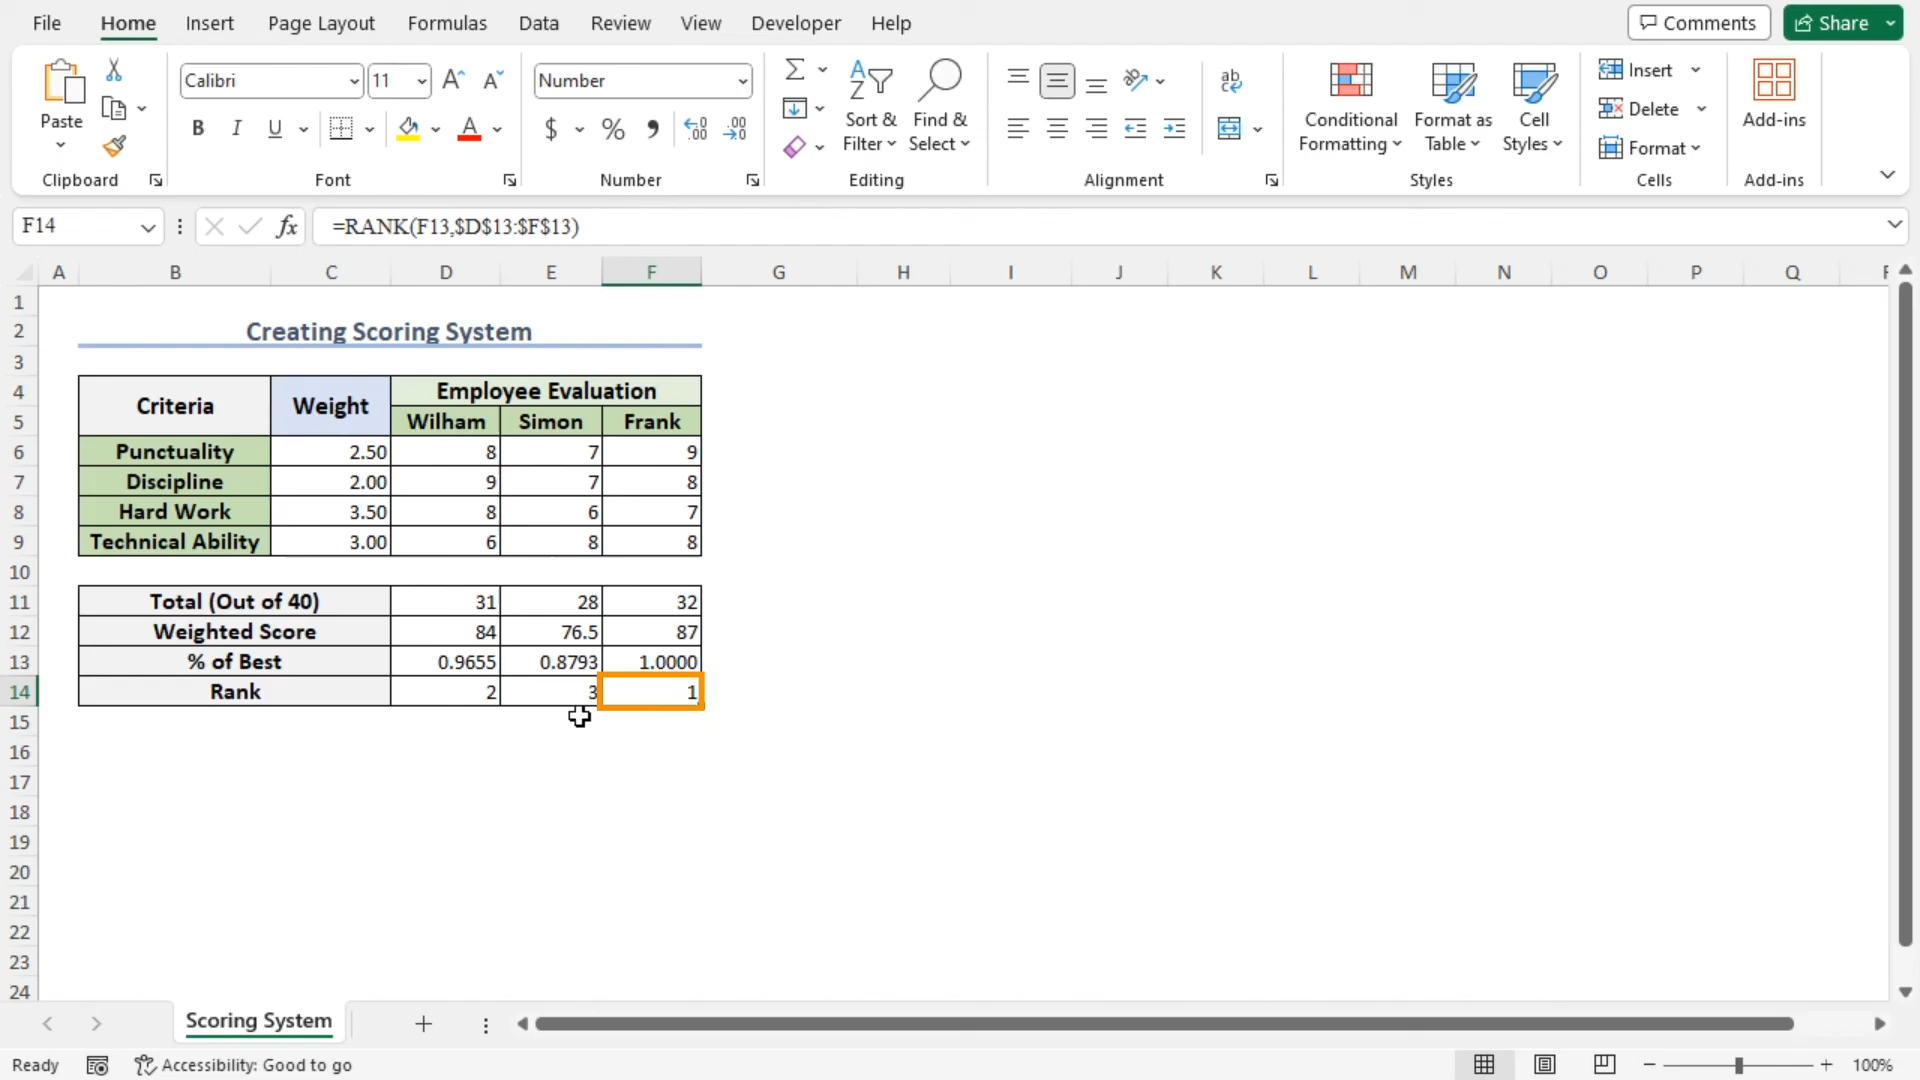 File Home Insert Page Layout Formulas Data Review View Developer Help Comments Share
Calibri 11 Number
Paste Sort & Filter Find & Select Conditional Formatting Format as Table Cell Styles Insert Delete Format Add-ins
Clipboard Font Number Editing Alignment Styles Cells Add-ins
F14 fx =RANK(F13,$D$13:$F$13)
A B C D E F G H I J K L M N O P Q
1
2 Creating Scoring System
3
4 Criteria Weight Employee Evaluation
5 Wilham Simon Frank
6 Punctuality 2.50 8 7 9
7 Discipline 2.00 9 7 8
8 Hard Work 3.50 8 6 7
9 Technical Ability 3.00 6 8 8
10
11 Total (Out of 40) 31 28 32
12 Weighted Score 84 76.5 87
13 % of Best 0.9655 0.8793 1.0000
14 Rank 2 3 1
15
16
17
18
19
20
21
22
23
24
Scoring System
Ready Accessibility: Good to go 100%